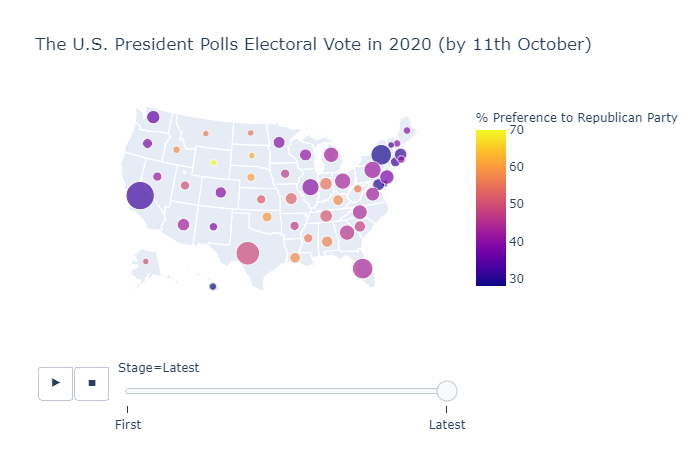 The U.S. President Polls Electoral Vote in 2020 (by 11th October)
% Preference to Republican Party
70
60
50
40
30
Stage=Latest
First
Latest